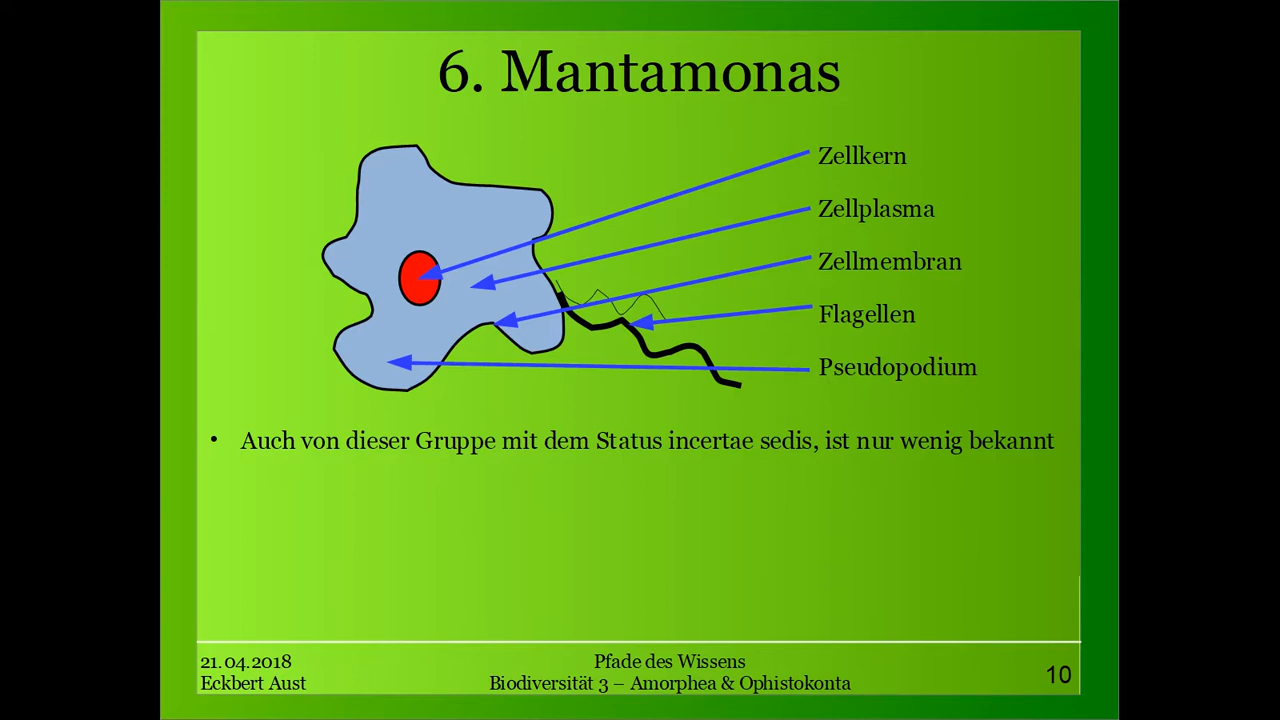 6. Mantamonas
Zellkern
Zellplasma
Zellmembran
Flagellen
Pseudopodium
• Auch von dieser Gruppe mit dem Status incertae sedis, ist nur wenig bekannt
21.04.2018
Eckbert Aust
Pfade des Wissens
Biodiversität 3 – Amorphea & Ophistokonta
10